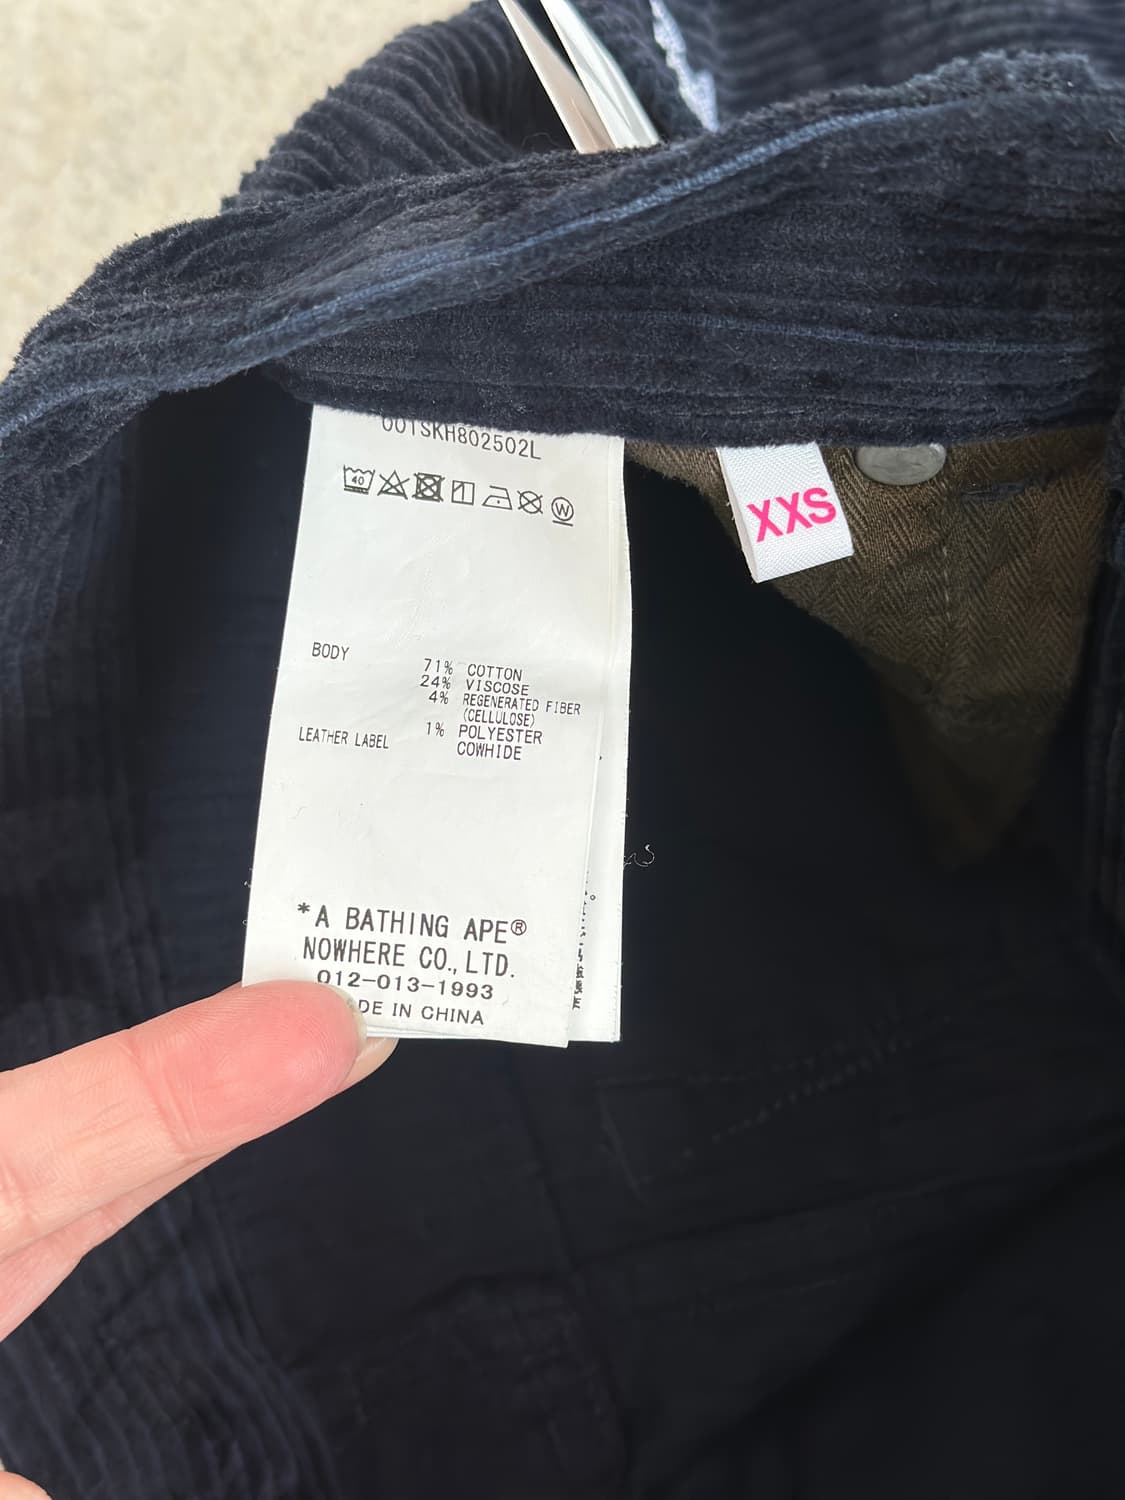 001SKH802502L
40
W
XXS
BODY
71% COTTON
24% VISCOSE
4% REGENERATED FIBER
(CELLULOSE)
1% POLYESTER
LEATHER LABEL
COWHIDE
*A BATHING APE®
NOWHERE CO.,LTD.
012-013-1993
DE IN CHINA